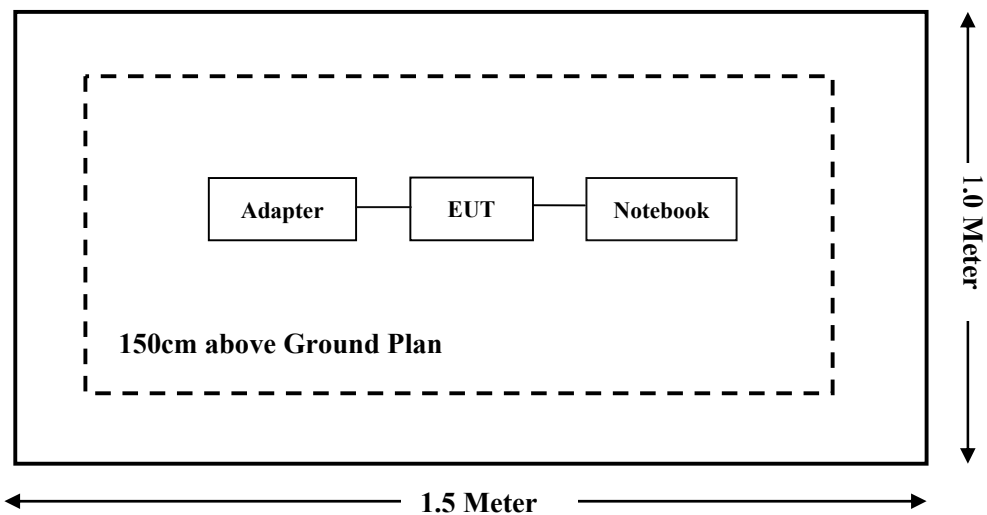 Adapter
EUT
Notebook
150cm above Ground Plan
1.0 Meter
1.5 Meter